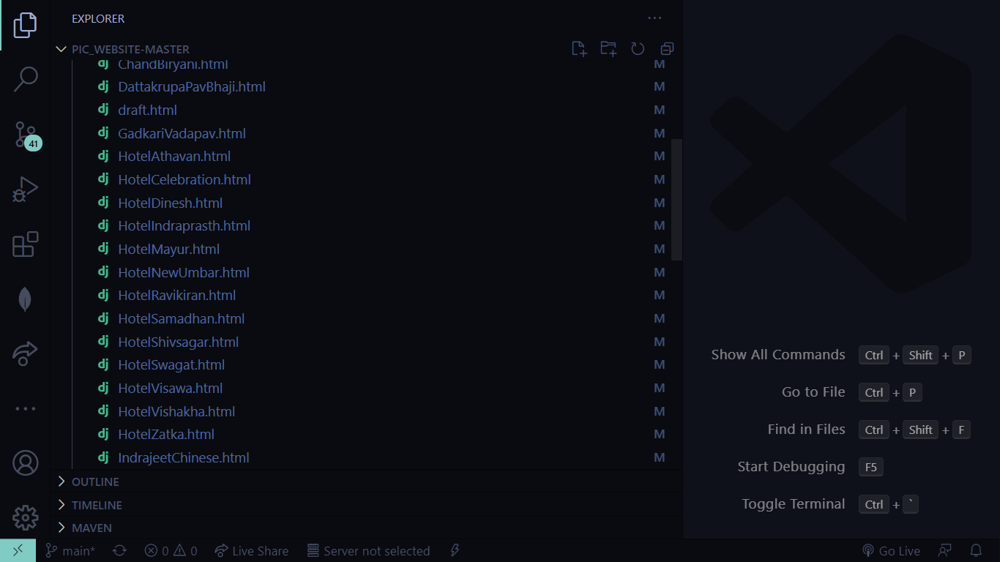 EXPLORER
PIC_WEBSITE-MASTER
dj ChandBiryani.html M
dj DattakrupaPavBhaji.html M
dj draft.html M
dj GadkariVadapav.html M
dj HotelAthavan.html M
dj HotelCelebration.html M
dj HotelDinesh.html M
dj HotelIndraprasth.html M
dj HotelMayur.html M
dj HotelNewUmbar.html M
dj HotelRavikiran.html M
dj HotelSamadhan.html M
dj HotelShivsagar.html M
dj HotelSwagat.html M
dj HotelVisawa.html M
dj HotelVishakha.html M
dj HotelZatka.html M
dj IndrajeetChinese.html M
OUTLINE
TIMELINE
MAVEN
41
Show All Commands Ctrl + Shift + P
Go to File Ctrl + P
Find in Files Ctrl + Shift + F
Start Debugging F5
Toggle Terminal Ctrl + `
main* 0 0 Live Share Server not selected Go Live